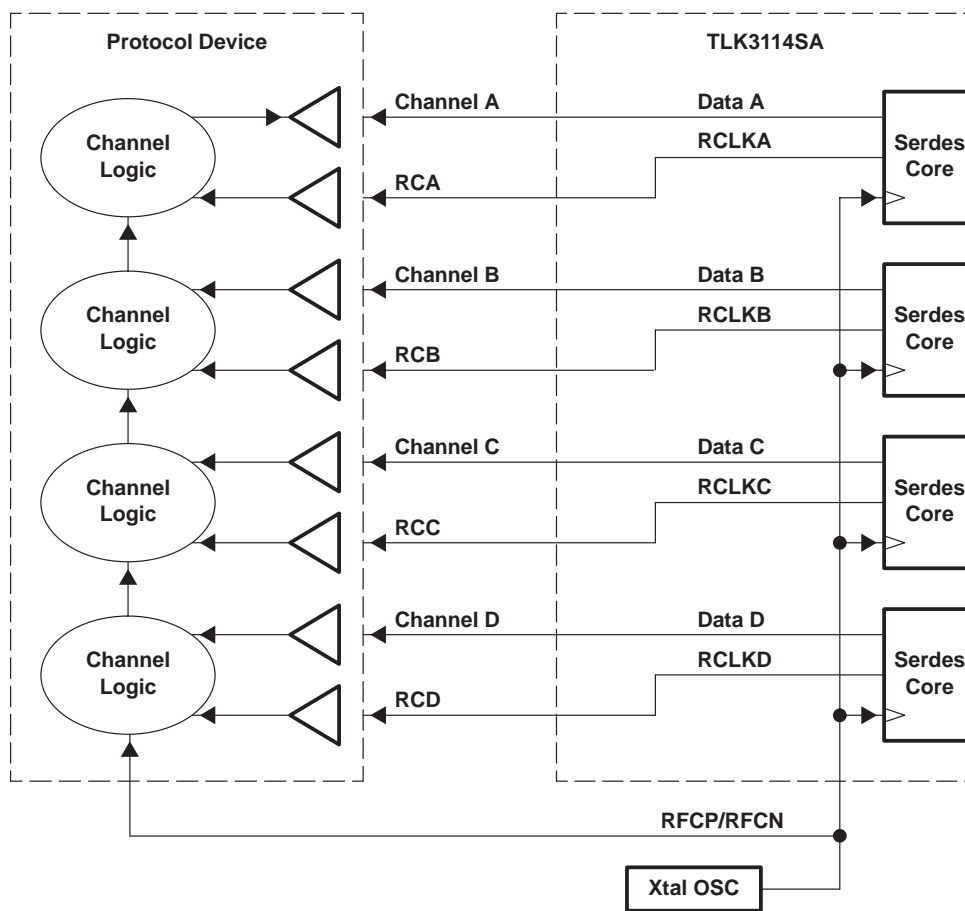 Protocol Device
TLK3114SA
Channel A
Data A
Channel
Logic
RCLKA
Serdes
Core
RCA
Channel B
Data B
Channel
Logic
RCLKB
Serdes
Core
RCB
Channel C
Data C
Channel
Logic
RCLKC
Serdes
Core
RCC
Channel D
Data D
Channel
Logic
RCLKD
Serdes
Core
RCD
RFCP/RFCN
Xtal OSC